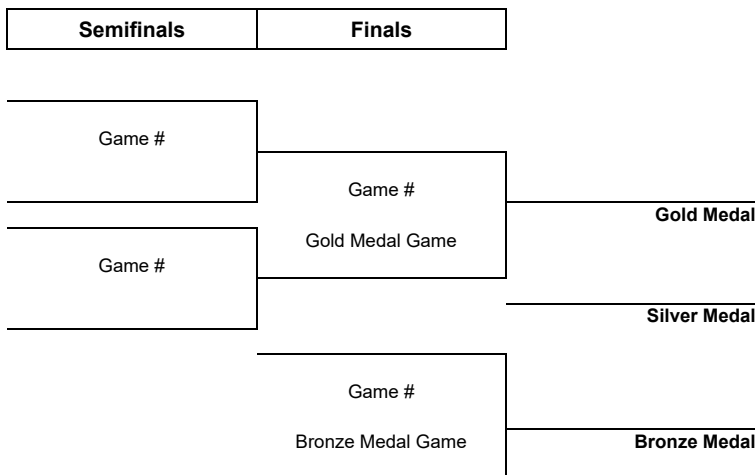 Semifinals Finals
Game #
Game #
Gold Medal
Gold Medal Game
Game #
Silver Medal
Game #
Bronze Medal Game Bronze Medal